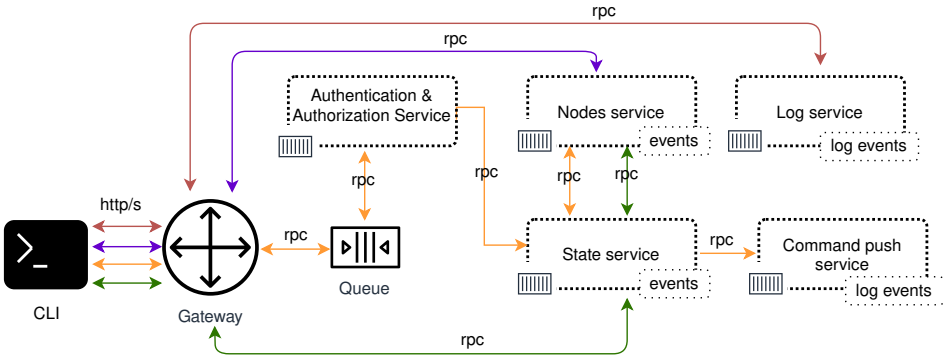 rpc
rpc
Authentication &
Authorization Service
Nodes service
Log service
events
log events
rpc
rpc
rpc
rpc
http/s
rpc
State service
rpc
Command push
service
events
log events
Queue
CLI
Gateway
rpc